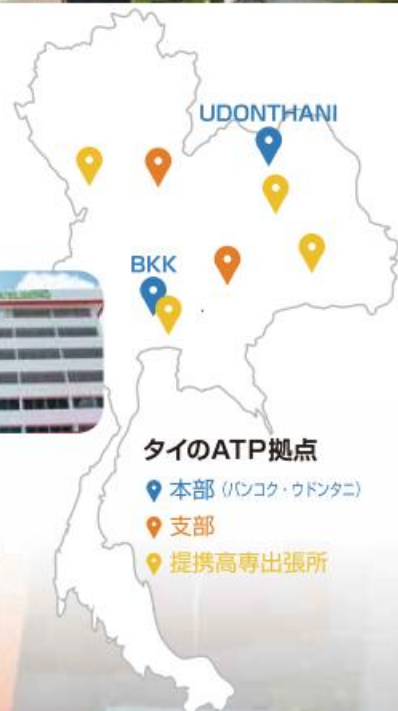 UDONTHANI
BKK
タイのATP拠点
本部（バンコク・ウドンタニ）
支部
提携高専出張所